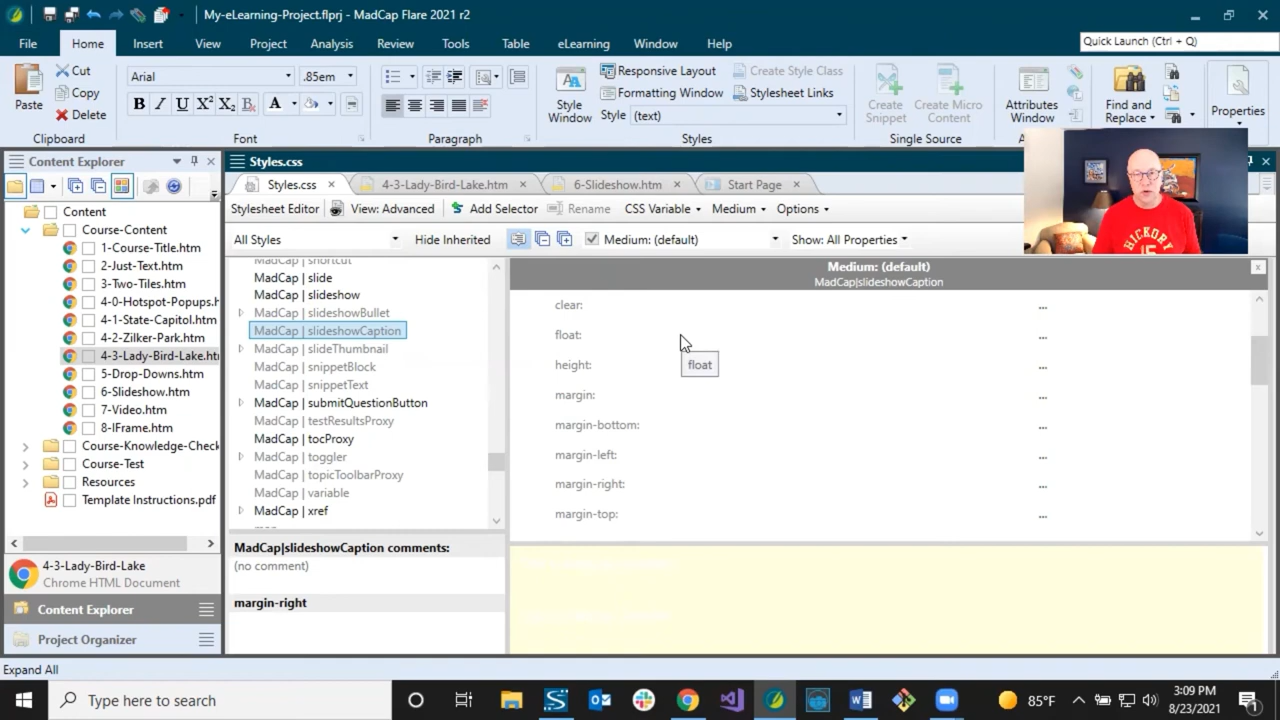 My-eLearning-Project.flprj - MadCap Flare 2021 r2
File Home Insert View Project Analysis Review Tools Table eLearning Window Help
Quick Launch (Ctrl + Q)
Paste
Cut
Copy
Delete
Clipboard
Arial .85em
B I U X² X₂
Font
Paragraph
Style Window
Responsive Layout
Formatting Window
Create Style Class
Stylesheet Links
Style (text)
Styles
Create Snippet
Create Micro Content
Single Source
Attributes Window
Find and Replace
Properties
Content Explorer
Content
Course-Content
1-Course-Title.htm
2-Just-Text.htm
3-Two-Tiles.htm
4-0-Hotspot-Popups.h
4-1-State-Capitol.htm
4-2-Zilker-Park.htm
4-3-Lady-Bird-Lake.ht
5-Drop-Downs.htm
6-Slideshow.htm
7-Video.htm
8-IFrame.htm
Course-Knowledge-Check
Course-Test
Resources
Template Instructions.pdf
4-3-Lady-Bird-Lake
Chrome HTML Document
Content Explorer
Project Organizer
Expand All
Styles.css
Styles.css 4-3-Lady-Bird-Lake.htm 6-Slideshow.htm Start Page
Stylesheet Editor View: Advanced Add Selector Rename CSS Variable Medium Options
All Styles Hide Inherited Medium: (default) Show: All Properties
MadCap | shortcut
MadCap | slide
MadCap | slideshow
MadCap | slideshowBullet
MadCap | slideshowCaption
MadCap | slideThumbnail
MadCap | snippetBlock
MadCap | snippetText
MadCap | submitQuestionButton
MadCap | testResultsProxy
MadCap | tocProxy
MadCap | toggler
MadCap | topicToolbarProxy
MadCap | variable
MadCap | xref
MadCap|slideshowCaption comments:
(no comment)
margin-right
Medium: (default)
MadCap|slideshowCaption
clear: ...
float: ...
float
height: ...
margin: ...
margin-bottom: ...
margin-left: ...
margin-right: ...
margin-top: ...
HICKORY
Type here to search
85°F
3:09 PM
8/23/2021
1